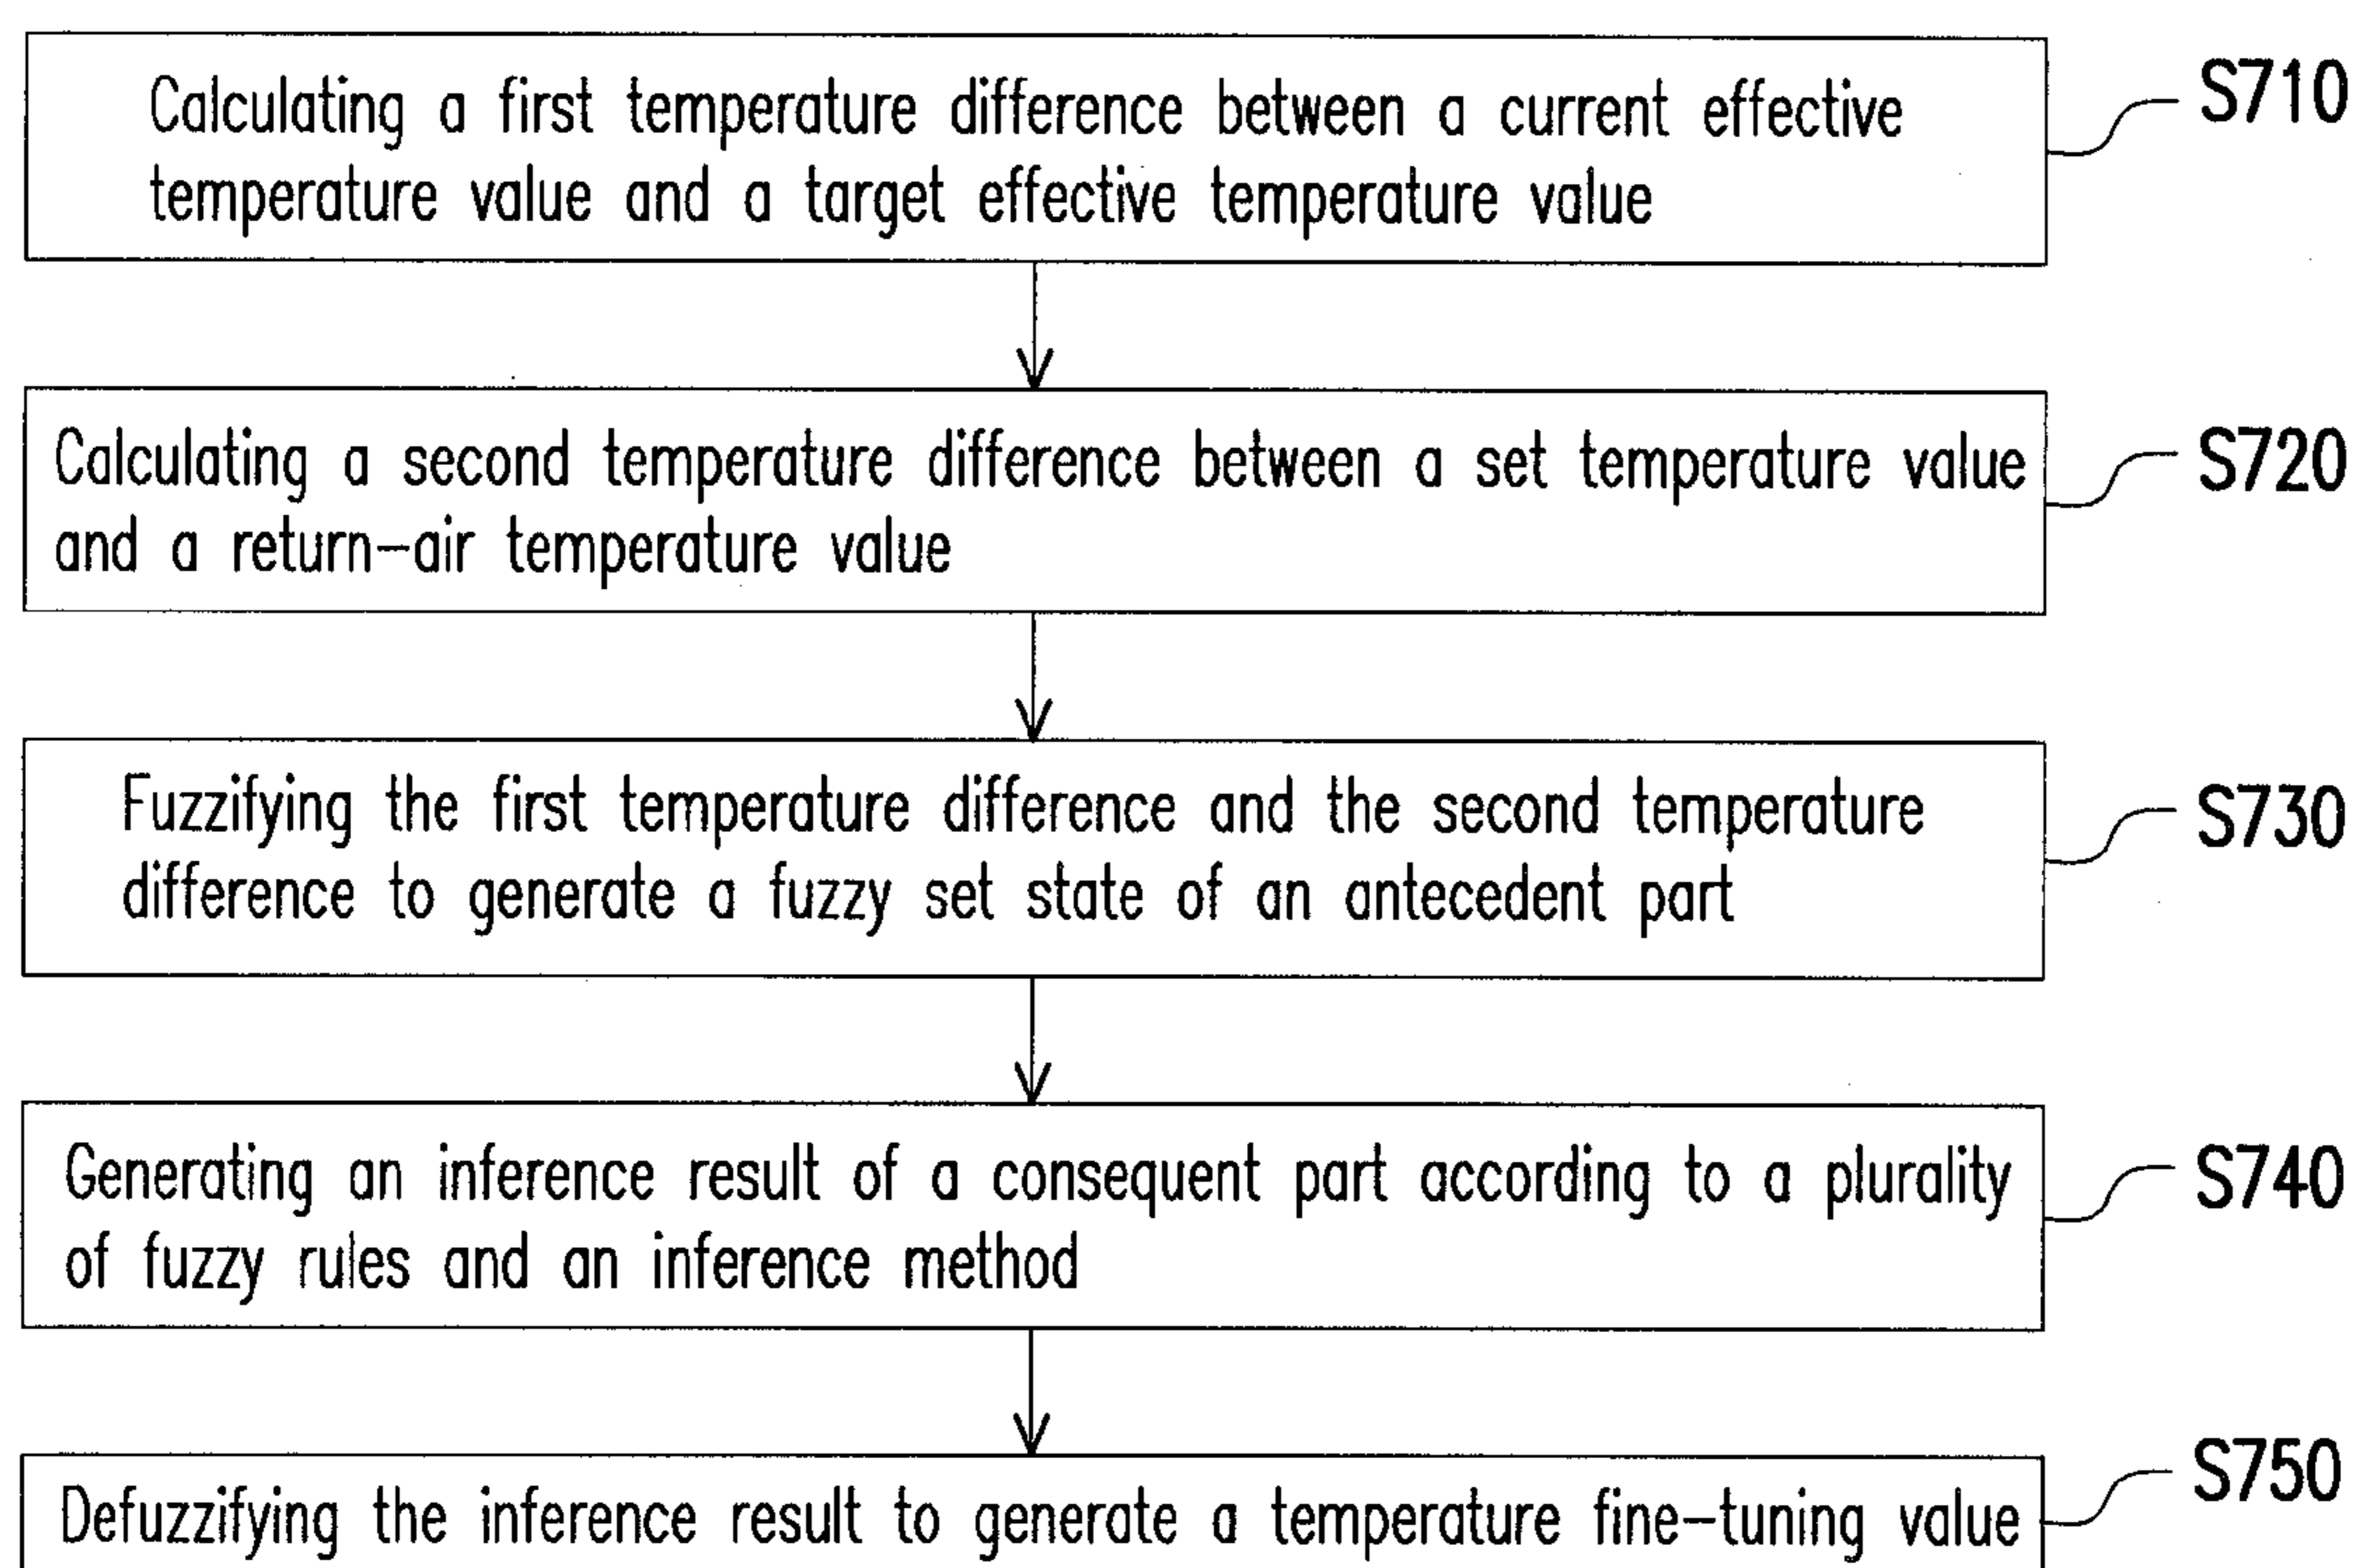 Calculating a first temperature difference between a current effective
temperature value and a target effective temperature value
S710
Calculating a second temperature difference between a set temperature value
and a return-air temperature value
S720
Fuzzifying the first temperature difference and the second temperature
difference to generate a fuzzy set state of an antecedent part
S730
Generating an inference result of a consequent part according to a plurality
of fuzzy rules and an inference method
S740
Defuzzifying the inference result to generate a temperature fine-tuning value
S750